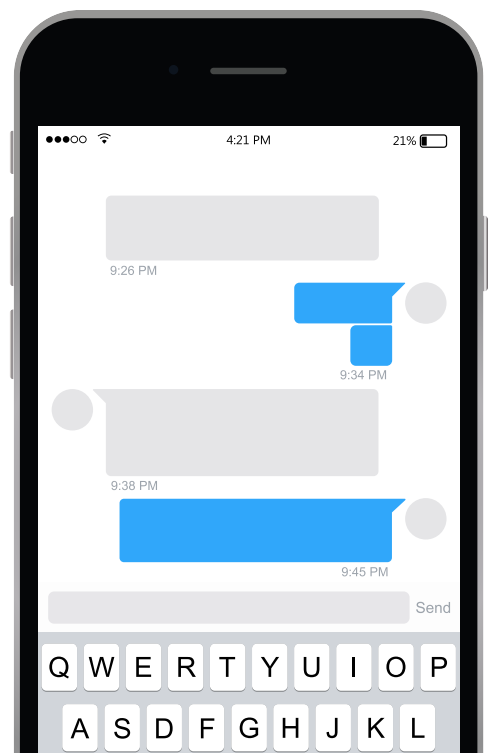 4:21 PM 21%
9:26 PM
9:34 PM
9:38 PM
9:45 PM
Send
Q W E R T Y U I O P
A S D F G H J K L